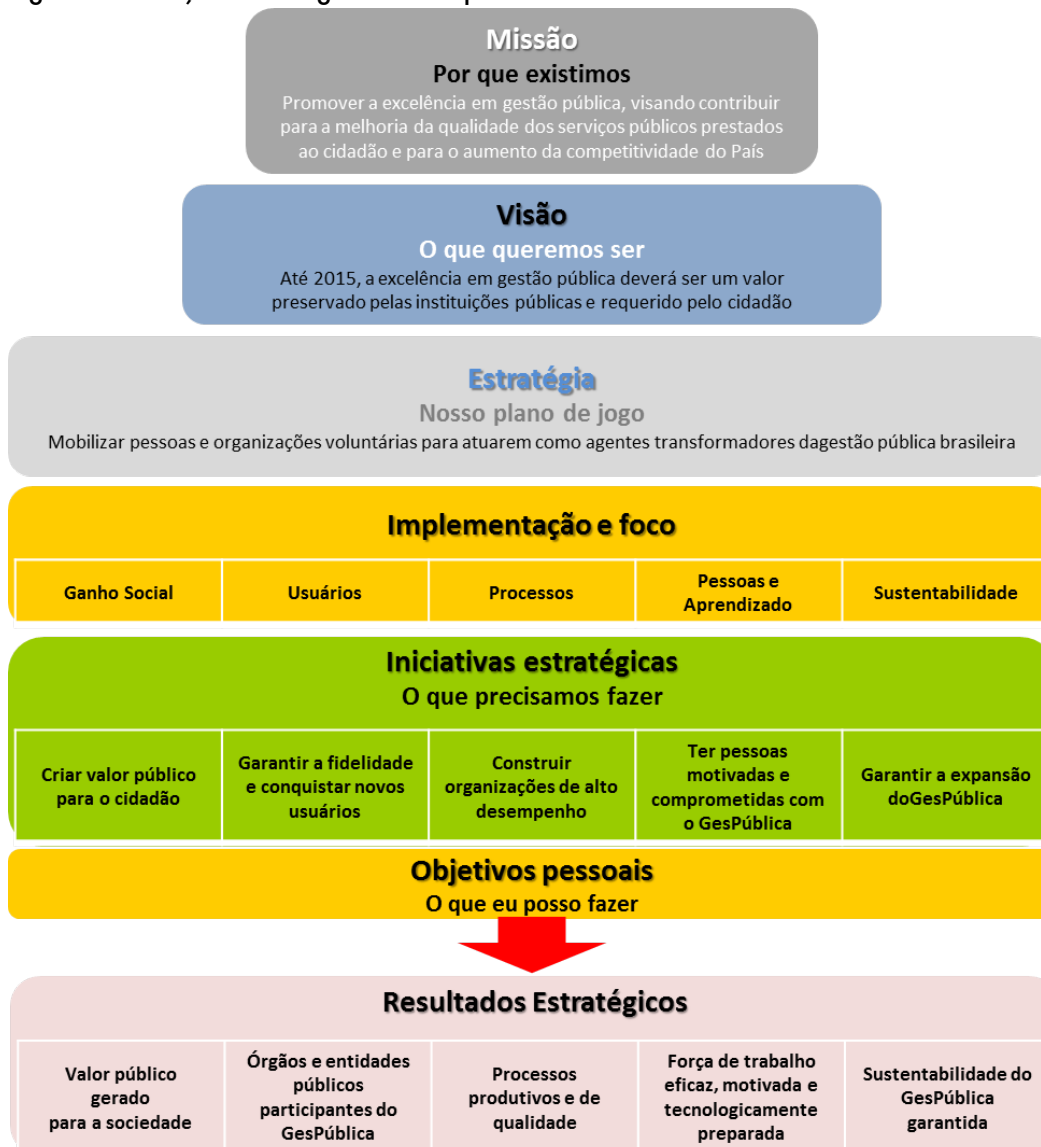 Missão
Por que existimos
Promover a excelência em gestão pública, visando contribuir
para a melhoria da qualidade dos serviços públicos prestados
ao cidadão e para o aumento da competitividade do País
Visão
O que queremos ser
Até 2015, a excelência em gestão pública deverá ser um valor
preservado pelas instituições públicas e requerido pelo cidadão
Estratégia
Nosso plano de jogo
Mobilizar pessoas e organizações voluntárias para atuarem como agentes transformadores dagestão pública brasileira
Implementação e foco
Ganho Social
Usuários
Processos
Pessoas e
Aprendizado
Sustentabilidade
Iniciativas estratégicas
O que precisamos fazer
Criar valor público
para o cidadão
Garantir a fidelidade
e conquistar novos
usuários
Construir
organizações de alto
desempenho
Ter pessoas
motivadas e
comprometidas com
o GesPública
Garantir a expansão
doGesPública
Objetivos pessoais
O que eu posso fazer
Resultados Estratégicos
Valor público
gerado
para a sociedade
Órgãos e entidades
públicos
participantes do
GesPública
Processos
produtivos e de
qualidade
Força de trabalho
eficaz, motivada e
tecnologicamente
preparada
Sustentabilidade do
GesPública
garantida